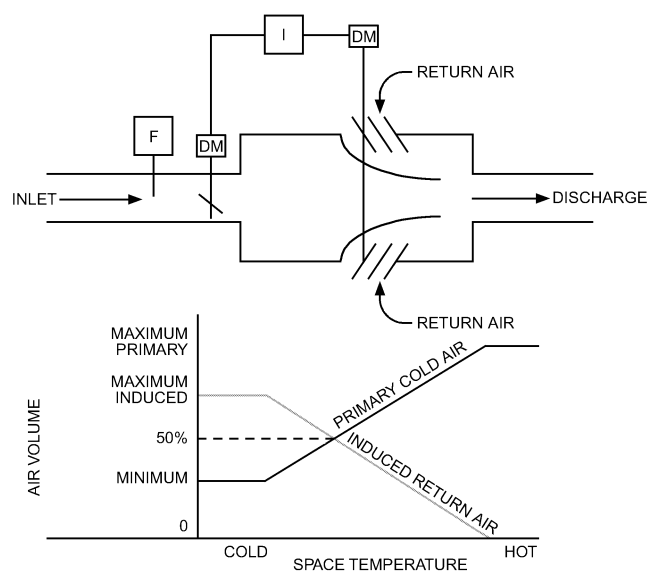 I
DM
RETURN AIR
F
DM
INLET
DISCHARGE
RETURN AIR
MAXIMUM
PRIMARY
MAXIMUM
INDUCED
50%
MINIMUM
0
AIR VOLUME
PRIMARY COLD AIR
INDUCED RETURN AIR
COLD
HOT
SPACE TEMPERATURE